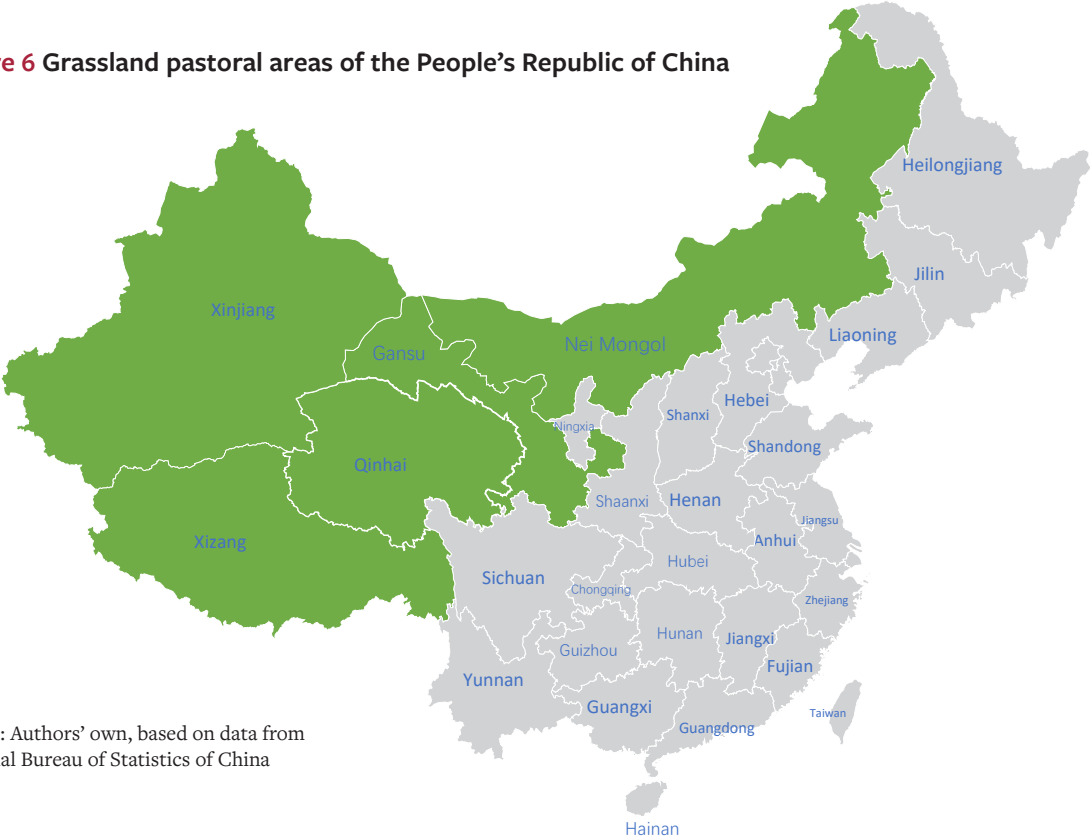 re 6 Grassland pastoral areas of the People's Republic of China
Heilongjiang
Jilin
Xinjiang
Liaoning
Nei Mongol
Gansu
Hebei
Shanxi
Ningxia
Shandong
Qinhai
Shaanxi
Henan
Jiangsu
Anhui
Xizang
Hubei
Sichuan
Chongqing
Zhejiang
Hunan
Jiangxi
Guizhou
Fujian
Yunnan
Guangxi
Taiwan
Guangdong
: Authors' own, based on data from
al Bureau of Statistics of China
Hainan